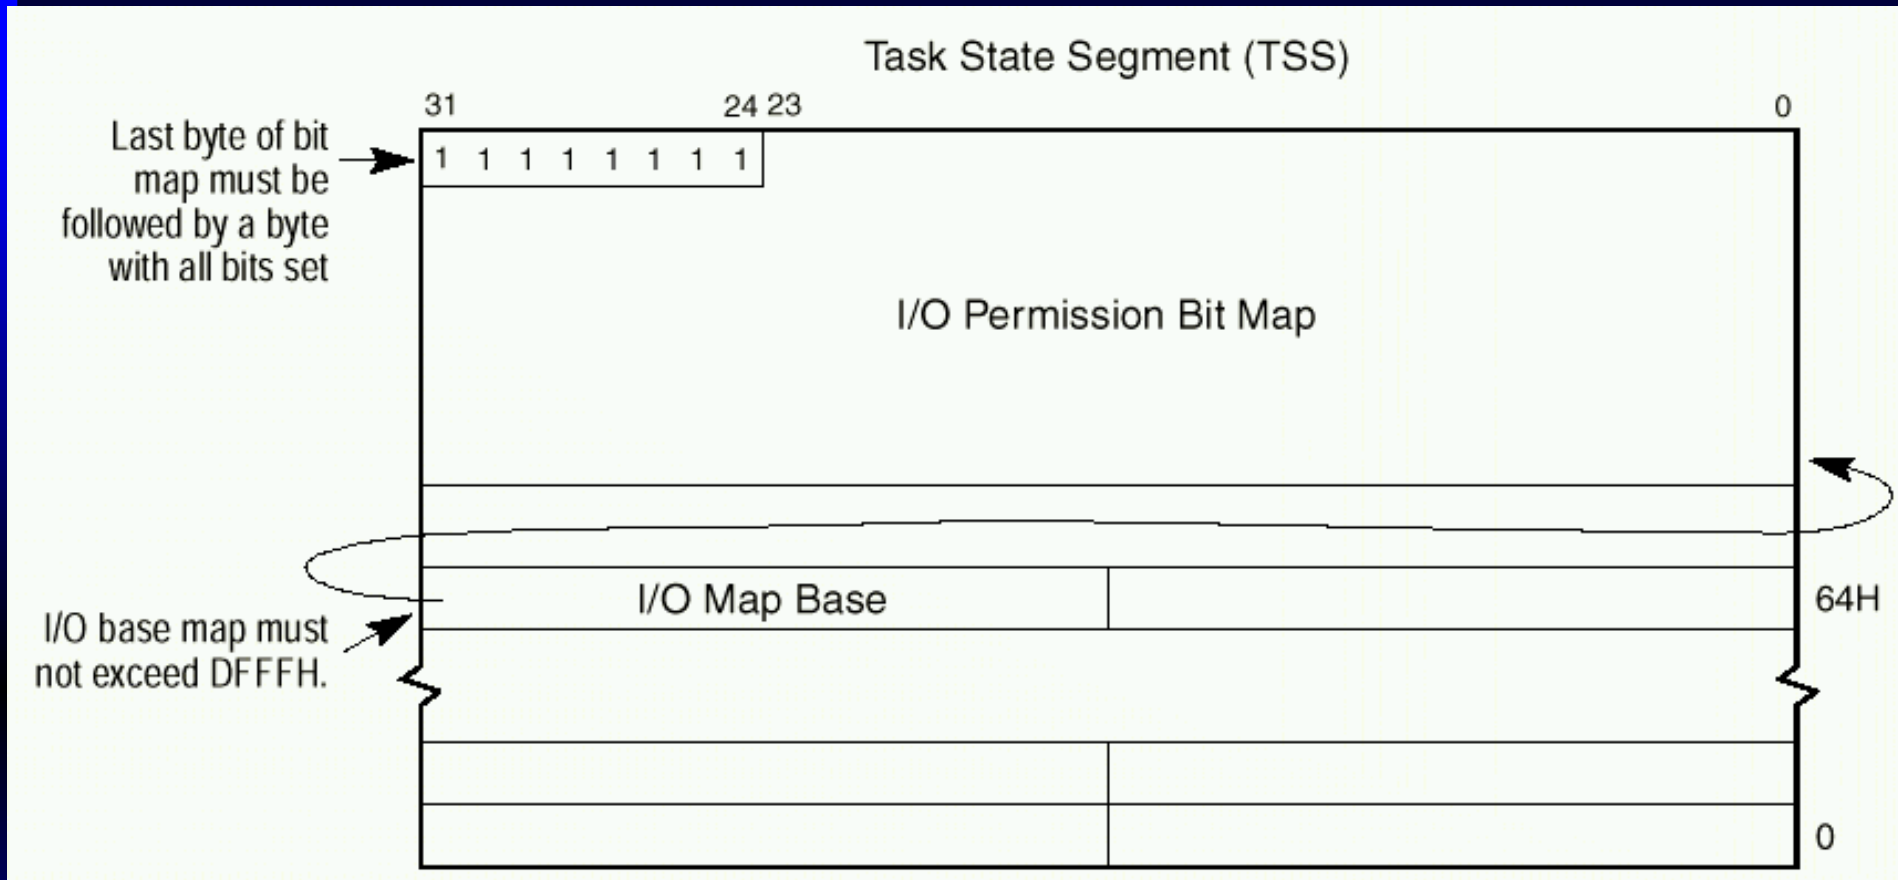 Task State Segment (TSS)
31 24 23 0
Last byte of bit
map must be
followed by a byte
with all bits set
1 1 1 1 1 1 1 1
I/O Permission Bit Map
I/O Map Base
64H
I/O base map must
not exceed DFFFH.
0